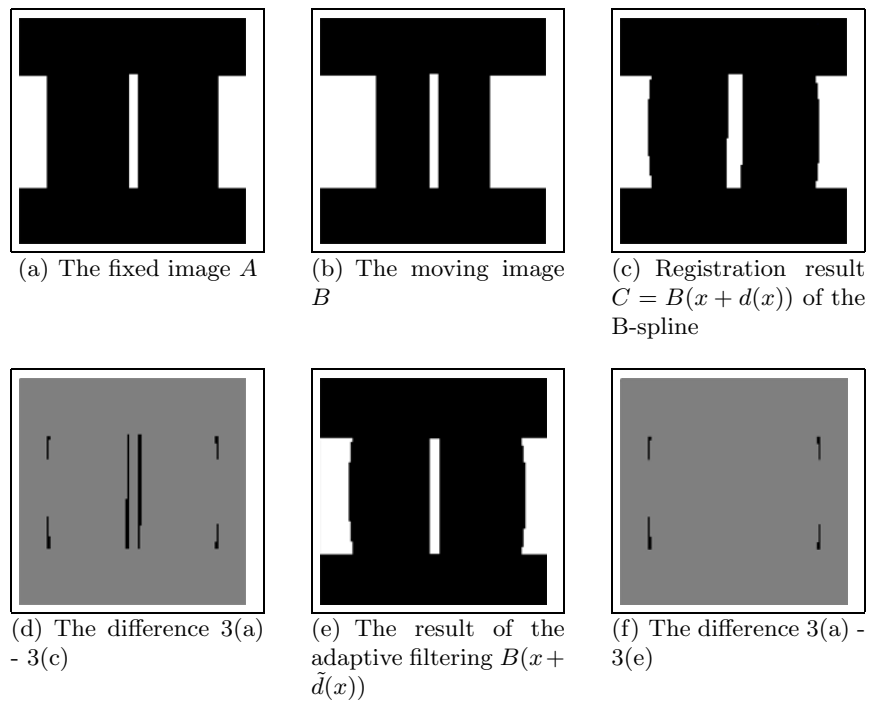 (a) The fixed image A
(b) The moving image
B
(c) Registration result
C = B(x + d(x)) of the
B-spline
(d) The difference 3(a)
- 3(c)
(e) The result of the
adaptive filtering B(x +
d̃(x))
(f) The difference 3(a) -
3(e)